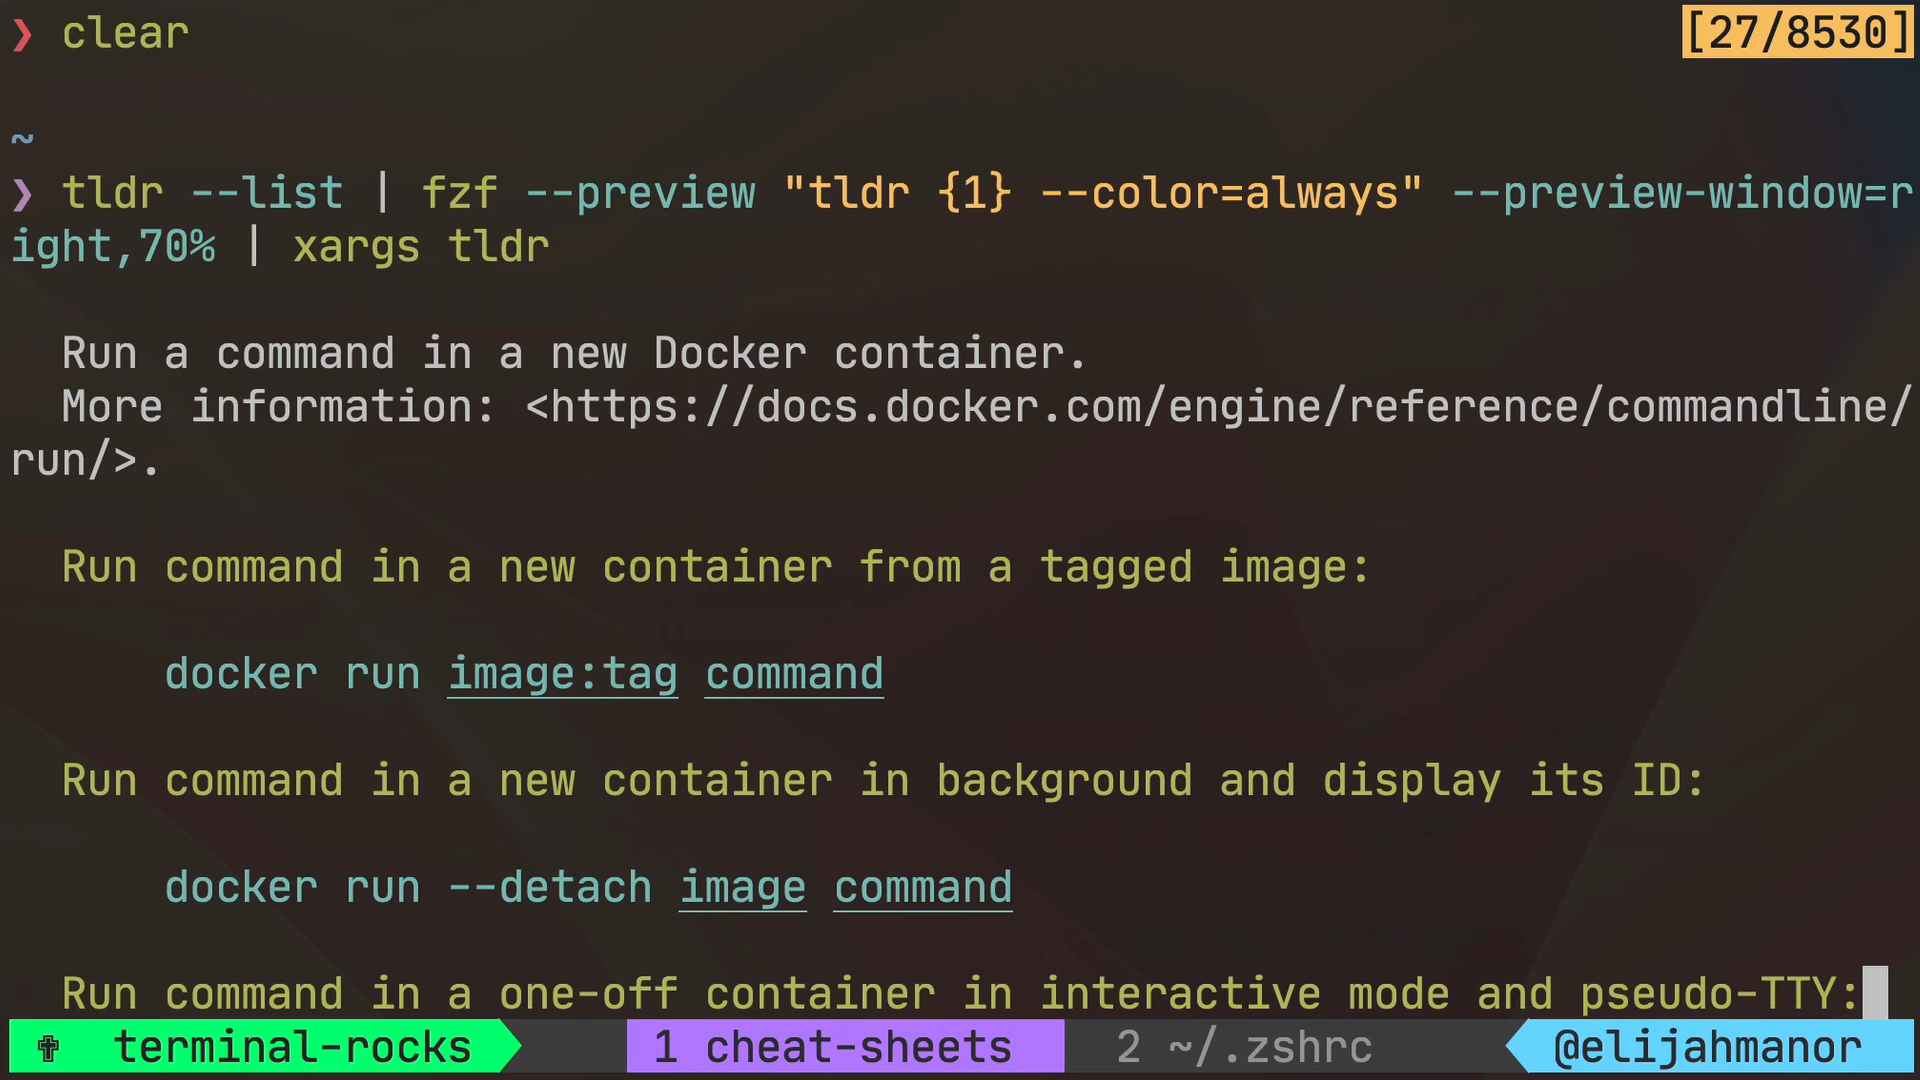 ❯ clear [27/8530]
~
❯ tldr --list | fzf --preview "tldr {1} --color=always" --preview-window=r
ight,70% | xargs tldr
Run a command in a new Docker container.
More information: <https://docs.docker.com/engine/reference/commandline/
run/>.
Run command in a new container from a tagged image:
docker run image:tag command
Run command in a new container in background and display its ID:
docker run --detach image command
Run command in a one-off container in interactive mode and pseudo-TTY:
✟ terminal-rocks 1 cheat-sheets 2 ~/.zshrc @elijahmanor